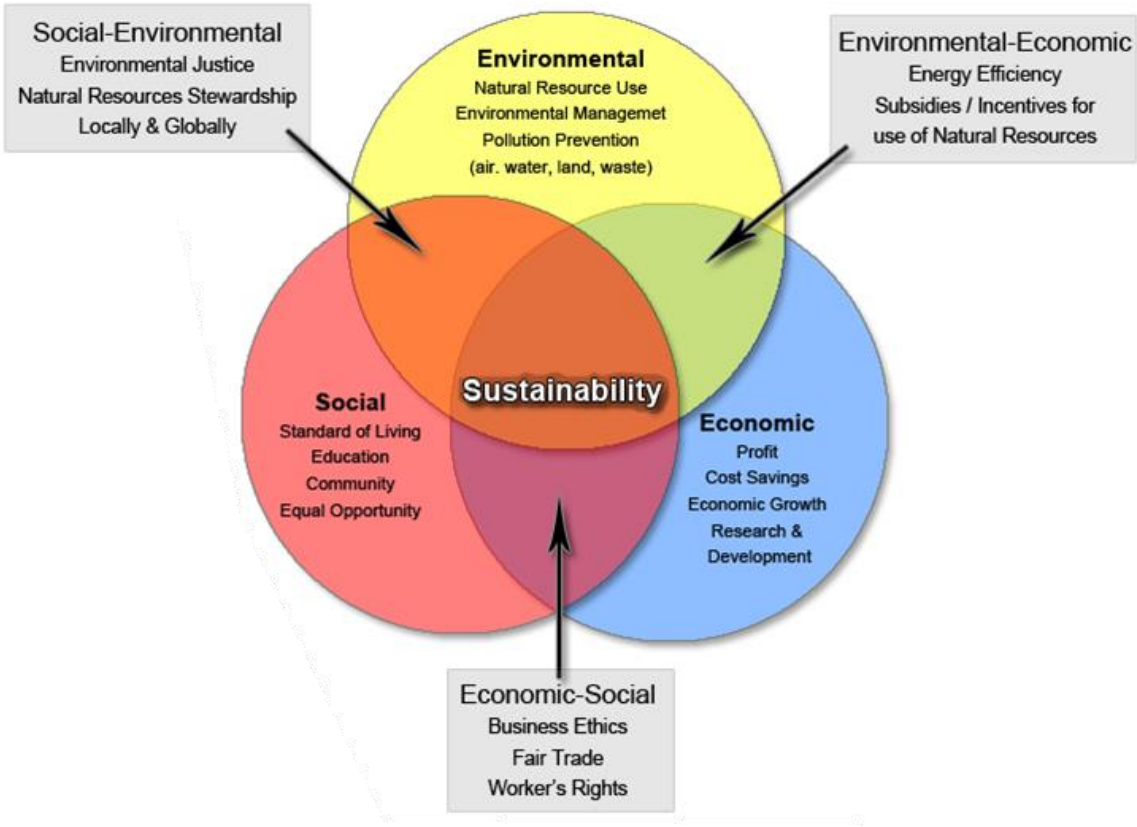 Social-Environmental
Environmental Justice
Natural Resources Stewardship
Locally & Globally
Environmental
Natural Resource Use
Environmental Managemet
Pollution Prevention
(air. water, land, waste)
Environmental-Economic
Energy Efficiency
Subsidies / Incentives for
use of Natural Resources
Sustainability
Social
Standard of Living
Education
Community
Equal Opportunity
Economic
Profit
Cost Savings
Economic Growth
Research &
Development
Economic-Social
Business Ethics
Fair Trade
Worker's Rights